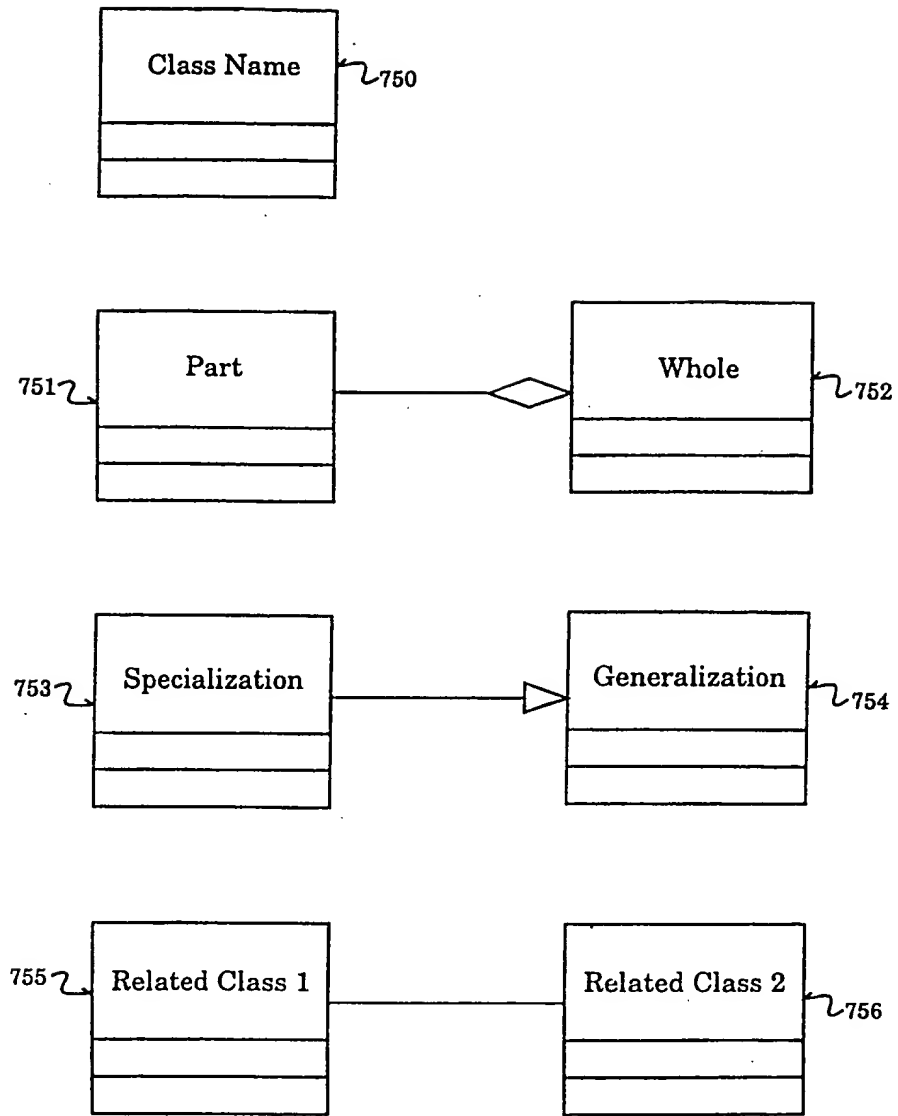 Class Name
750
Part
751
Whole
752
Specialization
753
Generalization
754
755
Related Class 1
Related Class 2
756